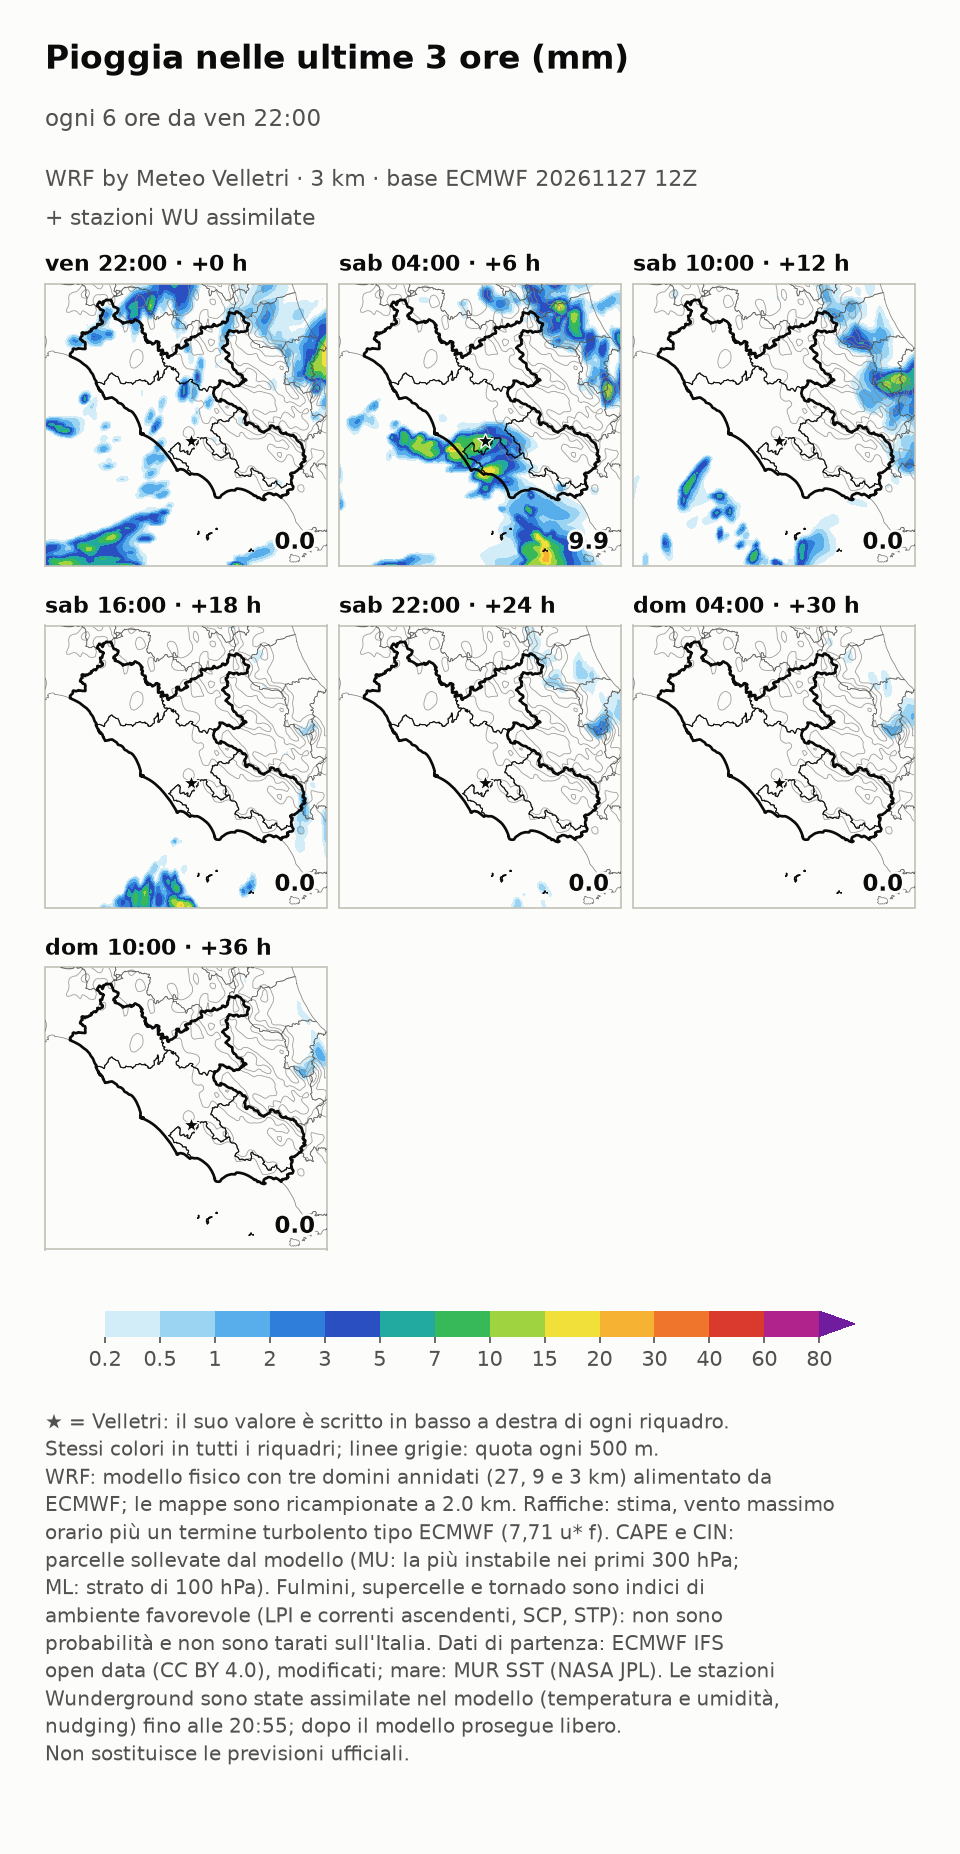 Pioggia nelle ultime 3 ore (mm)
ogni 6 ore da ven 22:00
WRF by Meteo Velletri · 3 km · base ECMWF 20261127 12Z
+ stazioni WU assimilate
ven 22:00 · +0 h
sab 04:00 · +6 h
sab 10:00 · +12 h
0.0
9.9
0.0
sab 16:00 · +18 h
sab 22:00 · +24 h
dom 04:00 · +30 h
0.0
0.0
0.0
dom 10:00 · +36 h
0.0
0.2 0.5 1 2 3 5 7 10 15 20 30 40 60 80
★ = Velletri: il suo valore è scritto in basso a destra di ogni riquadro.
Stessi colori in tutti i riquadri; linee grigie: quota ogni 500 m.
WRF: modello fisico con tre domini annidati (27, 9 e 3 km) alimentato da
ECMWF; le mappe sono ricampionate a 2.0 km. Raffiche: stima, vento massimo
orario più un termine turbolento tipo ECMWF (7,71 u* f). CAPE e CIN:
parcelle sollevate dal modello (MU: la più instabile nei primi 300 hPa;
ML: strato di 100 hPa). Fulmini, supercelle e tornado sono indici di
ambiente favorevole (LPI e correnti ascendenti, SCP, STP): non sono
probabilità e non sono tarati sull'Italia. Dati di partenza: ECMWF IFS
open data (CC BY 4.0), modificati; mare: MUR SST (NASA JPL). Le stazioni
Wunderground sono state assimilate nel modello (temperatura e umidità,
nudging) fino alle 20:55; dopo il modello prosegue libero.
Non sostituisce le previsioni ufficiali.